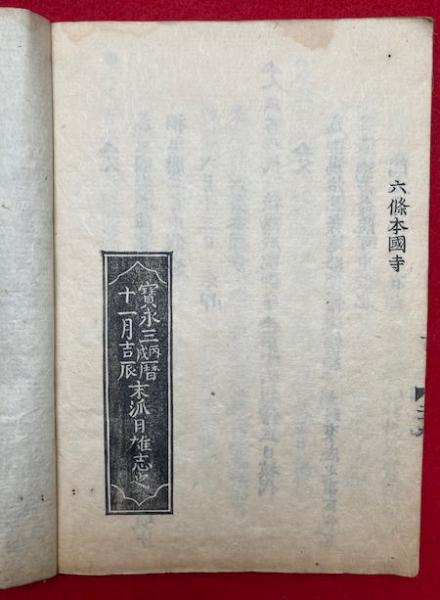 六條本國寺
寶永三丙戌暦
十一月吉辰 末派日雄志之